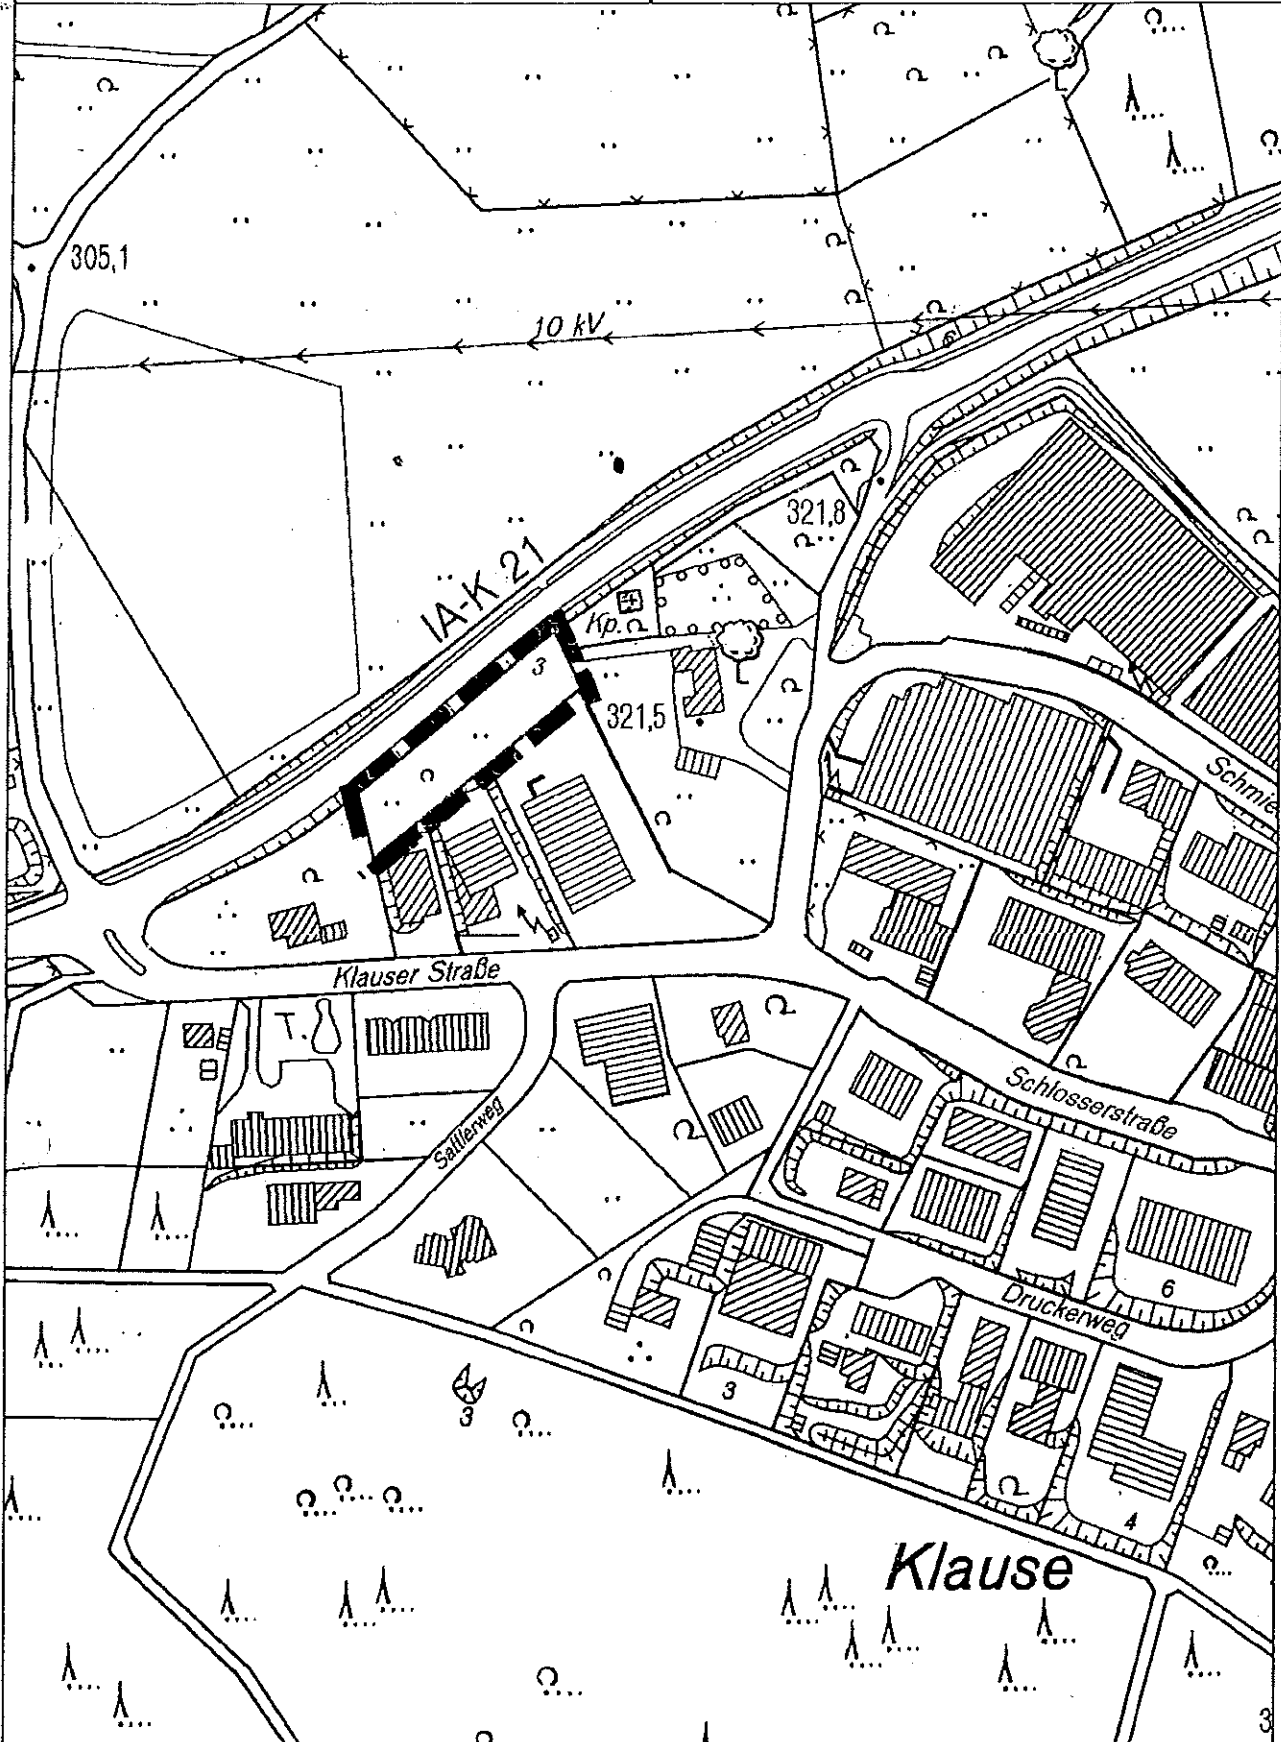 305,1
10 kV
6
321,8
IA-K 21
Kp.
3
321,5
Schmie
Klauser Straße
T.
Schlosserstraße
Sattlerweg
6
Druckerweg
3
3
4
Klause
3